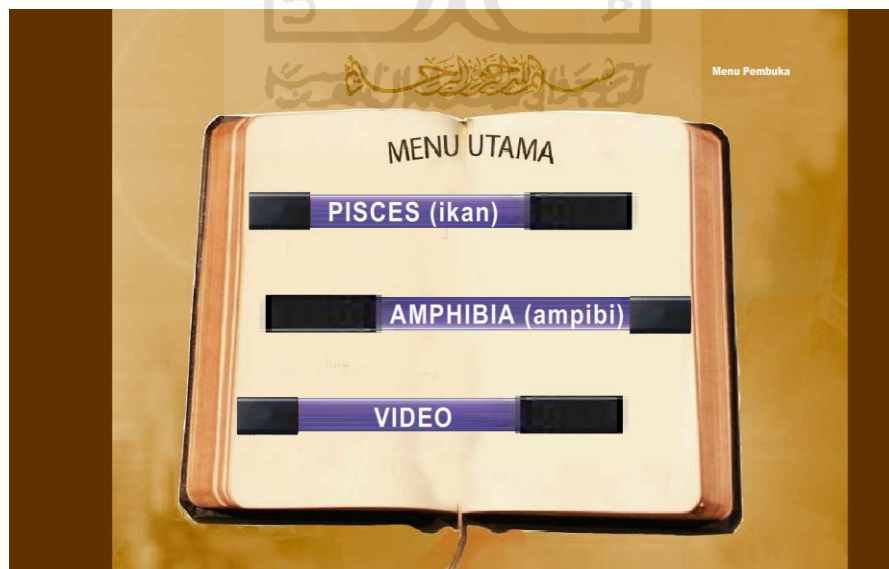 Menu Pembuka
MENU UTAMA
PISCES (ikan)
AMPHIBIA (ampibi)
VIDEO